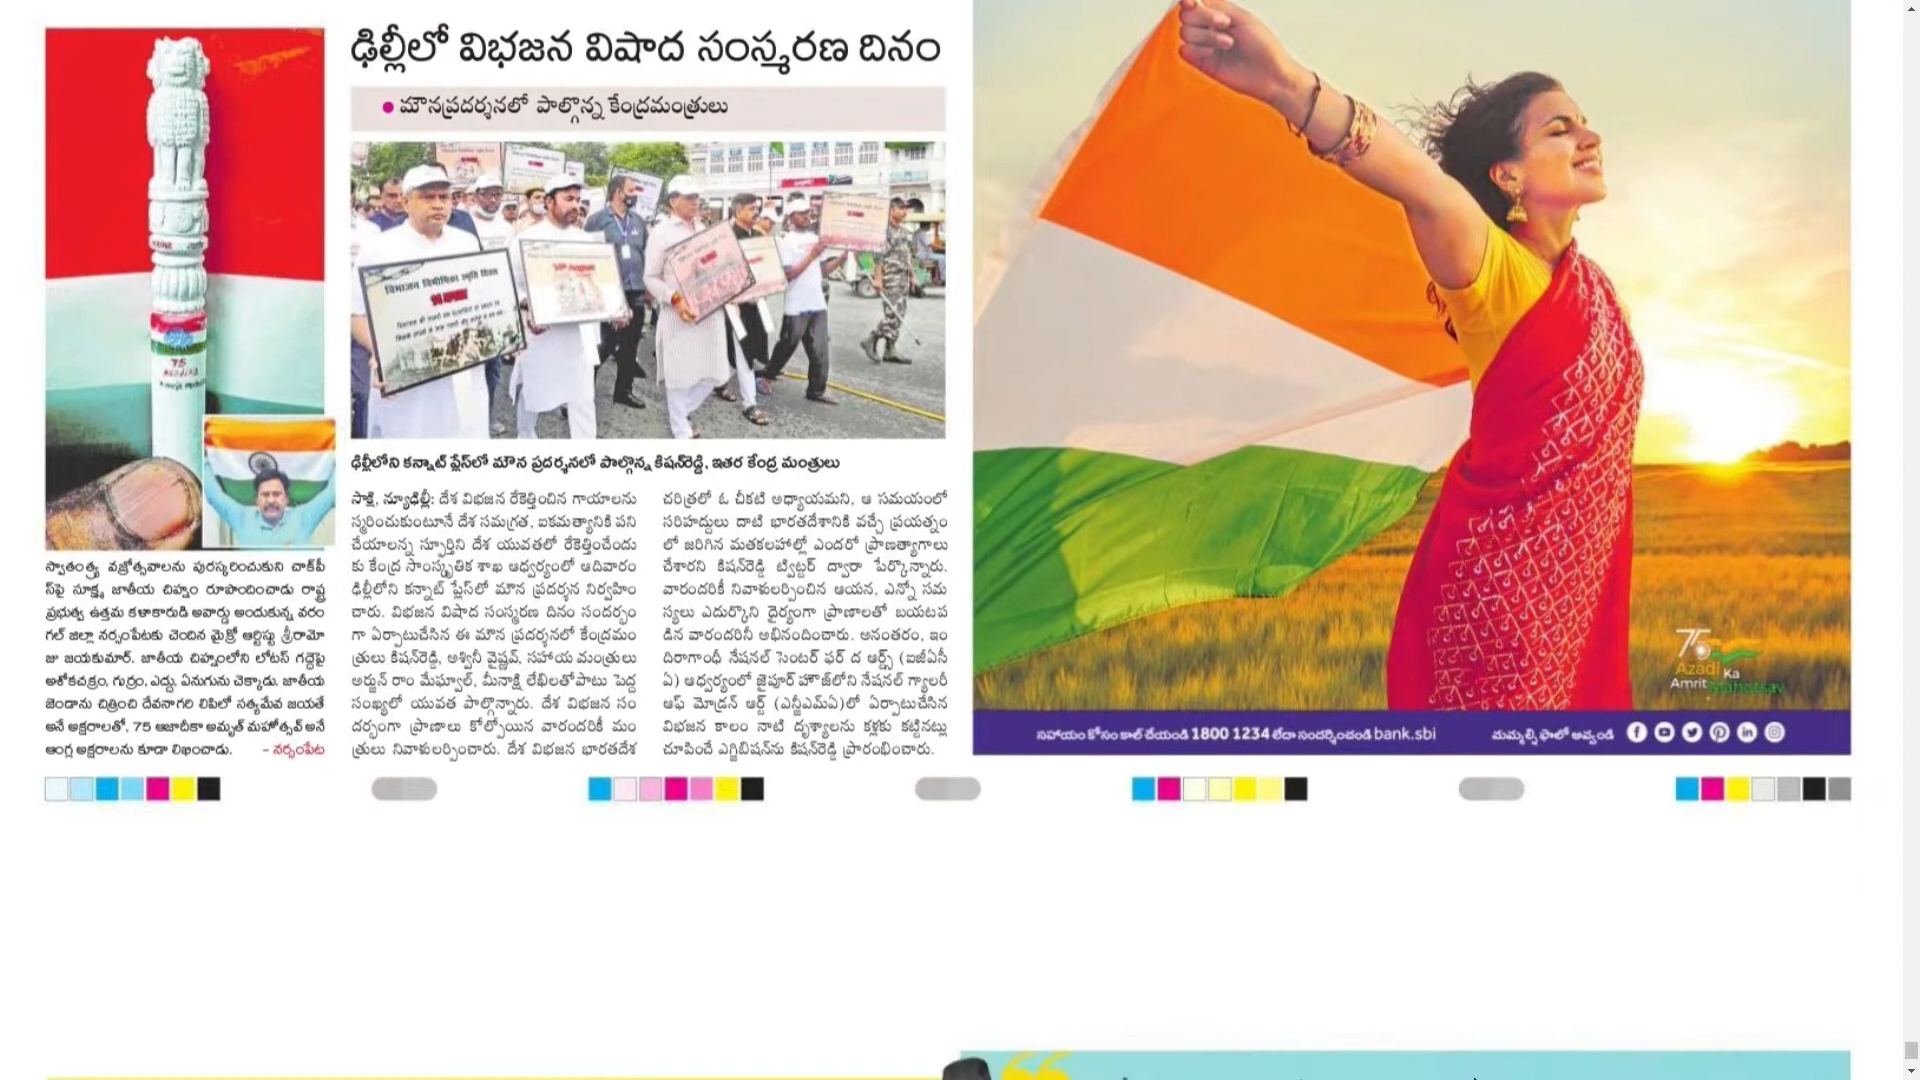 ఢిల్లీలో విభజన విషాద సంస్మరణ దినం
● మౌనప్రదర్శనలో పాల్గొన్న కేంద్రమంత్రులు
विभाजन विभीषिका स्मृति दिवस
75
స్వాతంత్ర్య వజ్రోత్సవాలను పురస్కరించుకుని చాక్‌పీ
స్‌పై సూక్ష్మ జాతీయ చిహ్నం రూపొందించాడు రాష్ట్ర
ప్రభుత్వ ఉత్తమ కళాకారుడి అవార్డు అందుకున్న వరం
గల్ జిల్లా నర్సంపేటకు చెందిన మైక్రో ఆర్టిస్టు శ్రీరామో
జు జయకుమార్. జాతీయ చిహ్నంలోని లోటస్ గద్దెపై
అశోకచక్రం, గుర్రం, ఎద్దు, ఏనుగును చెక్కాడు. జాతీయ
జెండాను చిత్రించి దేవనాగరి లిపిలో సత్యమేవ జయతే
అనే అక్షరాలతో, 75 ఆజాదీకా అమృత్ మహోత్సవ్ అనే
ఆంగ్ల అక్షరాలను కూడా లిఖించాడు. – నర్సంపేట
ఢిల్లీలోని కన్నాట్ ప్లేస్‌లో మౌన ప్రదర్శనలో పాల్గొన్న కిషన్‌రెడ్డి, ఇతర కేంద్ర మంత్రులు
సాక్షి, న్యూఢిల్లీ: దేశ విభజన రేకెత్తించిన గాయాలను
స్మరించుకుంటూనే దేశ సమగ్రత, ఐకమత్యానికి పని
చేయాలన్న స్ఫూర్తిని దేశ యువతలో రేకెత్తించేందు
కు కేంద్ర సాంస్కృతిక శాఖ ఆధ్వర్యంలో ఆదివారం
ఢిల్లీలోని కన్నాట్ ప్లేస్‌లో మౌన ప్రదర్శన నిర్వహిం
చారు. విభజన విషాద సంస్మరణ దినం సందర్భం
గా ఏర్పాటుచేసిన ఈ మౌన ప్రదర్శనలో కేంద్రమం
త్రులు కిషన్‌రెడ్డి, అశ్వినీ వైష్ణవ్, సహాయ మంత్రులు
అర్జున్ రాం మేఘ్వాల్, మీనాక్షి లేఖిలతోపాటు పెద్ద
సంఖ్యలో యువత పాల్గొన్నారు. దేశ విభజన సం
దర్భంగా ప్రాణాలు కోల్పోయిన వారందరికీ మం
త్రులు నివాళులర్పించారు. దేశ విభజన భారతదేశ
చరిత్రలో ఓ చీకటి అధ్యాయమని, ఆ సమయంలో
సరిహద్దులు దాటి భారతదేశానికి వచ్చే ప్రయత్నం
లో జరిగిన మతకలహాల్లో ఎందరో ప్రాణత్యాగాలు
చేశారని కిషన్‌రెడ్డి ట్విట్టర్ ద్వారా పేర్కొన్నారు.
వారందరికీ నివాళులర్పించిన ఆయన, ఎన్నో సమ
స్యలు ఎదుర్కొని ధైర్యంగా ప్రాణాలతో బయటప
డిన వారందరినీ అభినందించారు. అనంతరం, ఇం
దిరాగాంధీ నేషనల్ సెంటర్ ఫర్ ద ఆర్ట్స్ (ఐజీఏసీ
ఏ) ఆధ్వర్యంలో జైపూర్ హౌజ్‌లోని నేషనల్ గ్యాలరీ
ఆఫ్ మోడ్రన్ ఆర్ట్ (ఎన్జీఎమ్ఏ)లో ఏర్పాటుచేసిన
విభజన కాలం నాటి దృశ్యాలను కళ్లకు కట్టినట్లు
చూపించే ఎగ్జిబిషన్‌ను కిషన్‌రెడ్డి ప్రారంభించారు.
75
Azadi Ka
Amrit Mahotsav
సహాయం కోసం కాల్ చేయండి 1800 1234 లేదా సందర్శించండి bank.sbi
మమ్మల్ని ఫాలో అవ్వండి